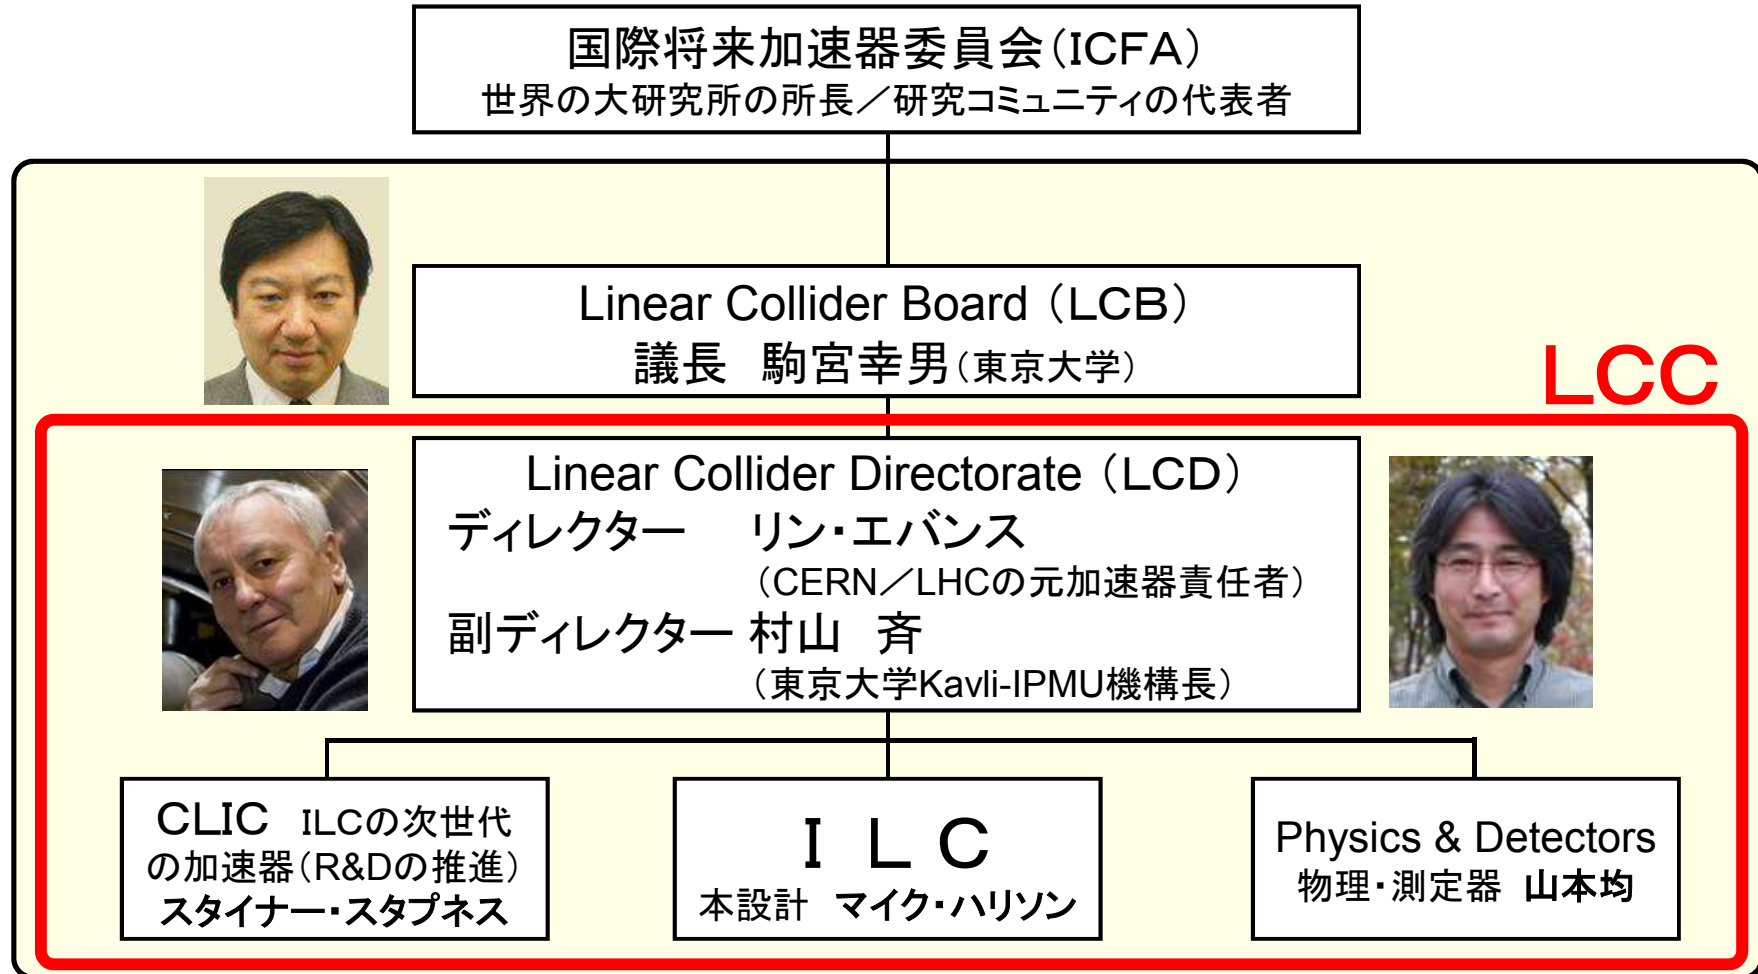 国際将来加速器委員会(ICFA)
世界の大研究所の所長／研究コミュニティの代表者
Linear Collider Board (LCB)
議長　駒宮幸男(東京大学)
LCC
Linear Collider Directorate (LCD)
ディレクター　リン・エバンス
(CERN／LHCの元加速器責任者)
副ディレクター 村山　斉
(東京大学Kavli-IPMU機構長)
CLIC　ILCの次世代
の加速器(R&Dの推進)
スタイナー・スタプネス
ILC
本設計　マイク・ハリソン
Physics & Detectors
物理・測定器　山本均